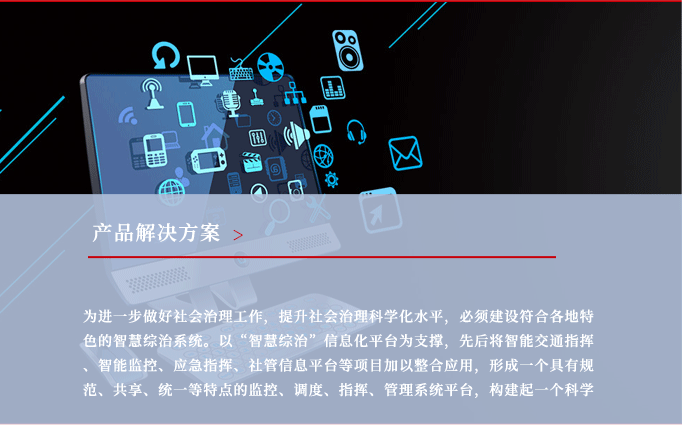 产品解决方案 >
为进一步做好社会治理工作，提升社会治理科学化水平，必须建设符合各地特
色的智慧综治系统。以“智慧综治”信息化平台为支撑，先后将智能交通指挥
、智能监控、应急指挥、社管信息平台等项目加以整合应用，形成一个具有规
范、共享、统一等特点的监控、调度、指挥、管理系统平台，构建起一个科学